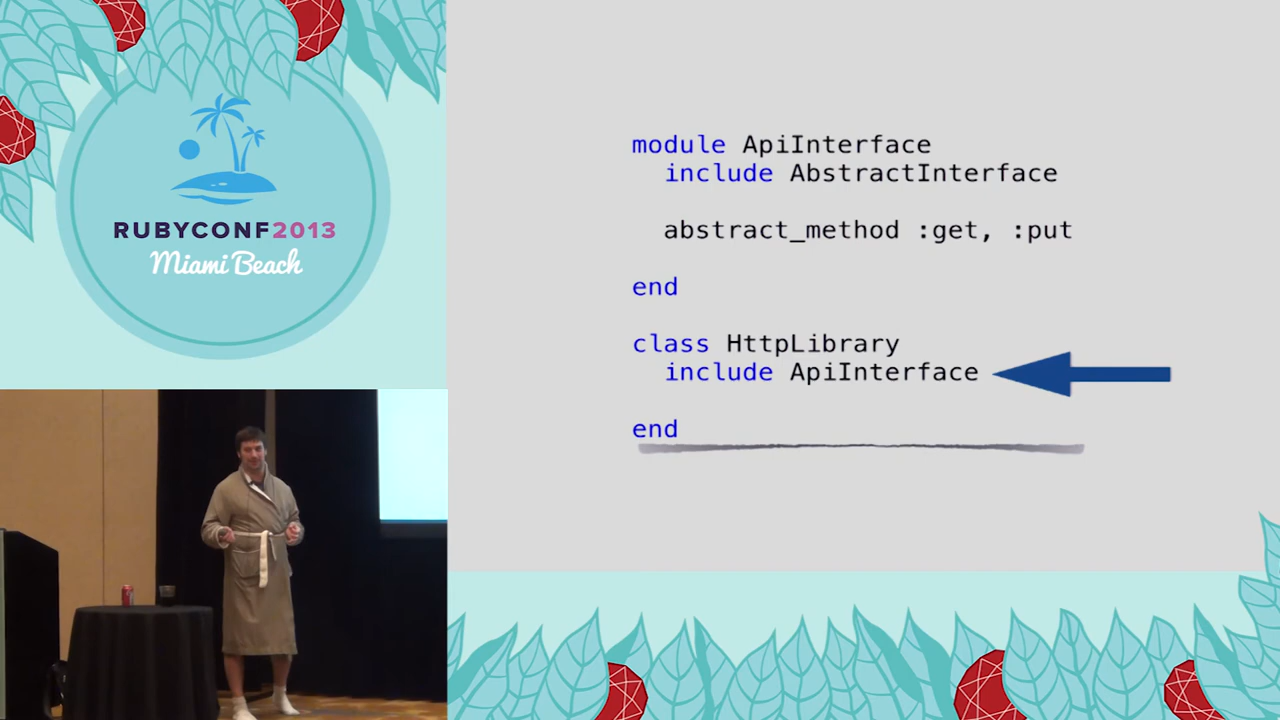 RUBYCONF2013
Miami Beach
module ApiInterface
include AbstractInterface
abstract_method :get, :put
end
class HttpLibrary
include ApiInterface
end